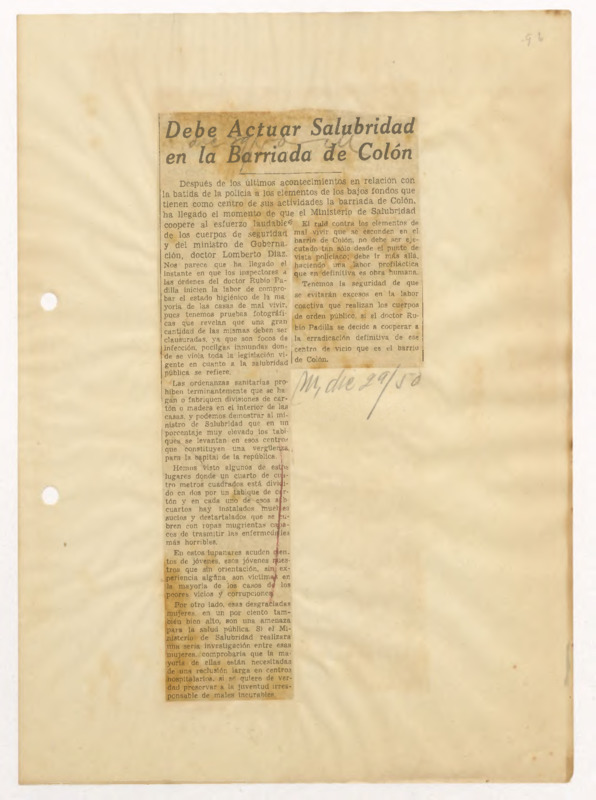 96
Debe Actuar Salubridad
en la Barriada de Colón
Después de los últimos acontecimientos en relación con
la batida de la policía a los elementos de los bajos fondos que
tienen como centro de sus actividades la barriada de Colón,
ha llegado el momento de que el Ministerio de Salubridad
coopere al esfuerzo laudable
de los cuerpos de seguridad
y del ministro de Goberna-
ción, doctor Lomberto Díaz.
Nos parece que ha llegado el
instante en que los inspectores a
las órdenes del doctor Rubio Pa-
dilla inicien la labor de compro-
bar el estado higiénico de la ma-
yoría de las casas de mal vivir,
pues tenemos pruebas fotográfi-
cas que revelan que una gran
cantidad de las mismas deben ser
clausuradas, ya que son focos de
infección, pocilgas inmundas don-
de se viola toda la legislación vi-
gente en cuanto a la salubridad
pública se refiere.
Las ordenanzas sanitarias pro-
hiben terminantemente que se ha-
gan o fabriquen divisiones de car-
tón o madera en el interior de las
casas, y podemos demostrar al mi-
nistro de Salubridad que en un
porcentaje muy elevado los tabi-
ques se levantan en esos centros
que constituyen una vergüenza
para la capital de la república.
Hemos visto algunos de estos
lugares donde un cuarto de cua-
tro metros cuadrados está dividi-
do en dos por un tabique de car-
tón y en cada uno de esos sub
cuartos hay instalados muebles
sucios y destartalados que se cu-
bren con ropas mugrientas capa-
ces de trasmitir las enfermedades
más horribles.
En estos lupanares acuden cien-
tos de jóvenes, esos jóvenes nues-
tros que sin orientación, sin ex-
periencia alguna son víctimas en
la mayoría de los casos de los
peores vicios y corrupciones.
Por otro lado, esas desgraciadas
mujeres, en un por ciento tam-
bién bien alto, son una amenaza
para la salud pública. Si el Mi-
nisterio de Salubridad realizara
una seria investigación entre esas
mujeres, comprobaría que la ma-
yoría de ellas están necesitadas
de una reclusión larga en centros
hospitalarios, si se quiere de ver-
dad preservar a la juventud irres-
ponsable de males incurables.
El raid contra los elementos de
mal vivir que se esconden en el
barrio de Colón, no debe ser eje-
cutado tan sólo desde el punto de
vista policíaco; debe ir más allá,
haciendo una labor profiláctica
que en definitiva es obra humana.
Tenemos la seguridad de que
se evitarán excesos en la labor
coactiva que realizan los cuerpos
de orden público, si el doctor Ru-
bio Padilla se decide a cooperar a
la erradicación definitiva de ese
centro de vicio que es el barrio
de Colón.
M, dic 29/50